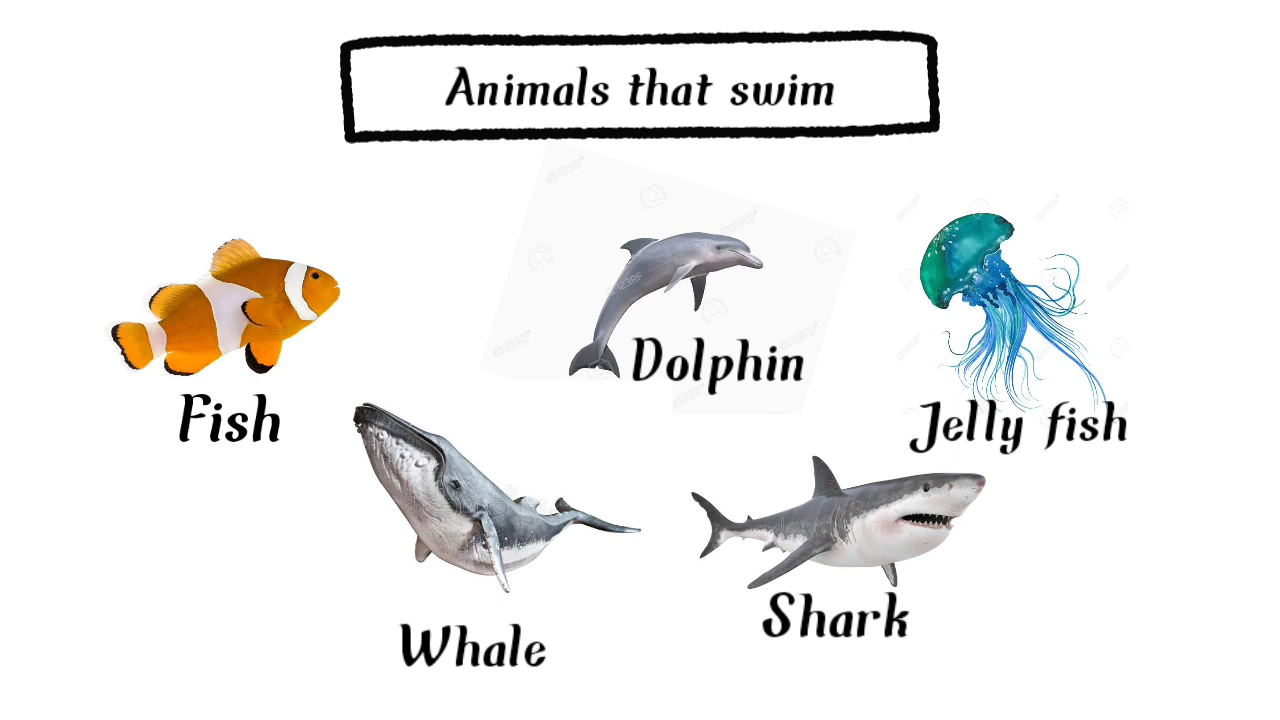 Animals that swim
Dolphin
Fish
Jelly fish
Whale
Shark